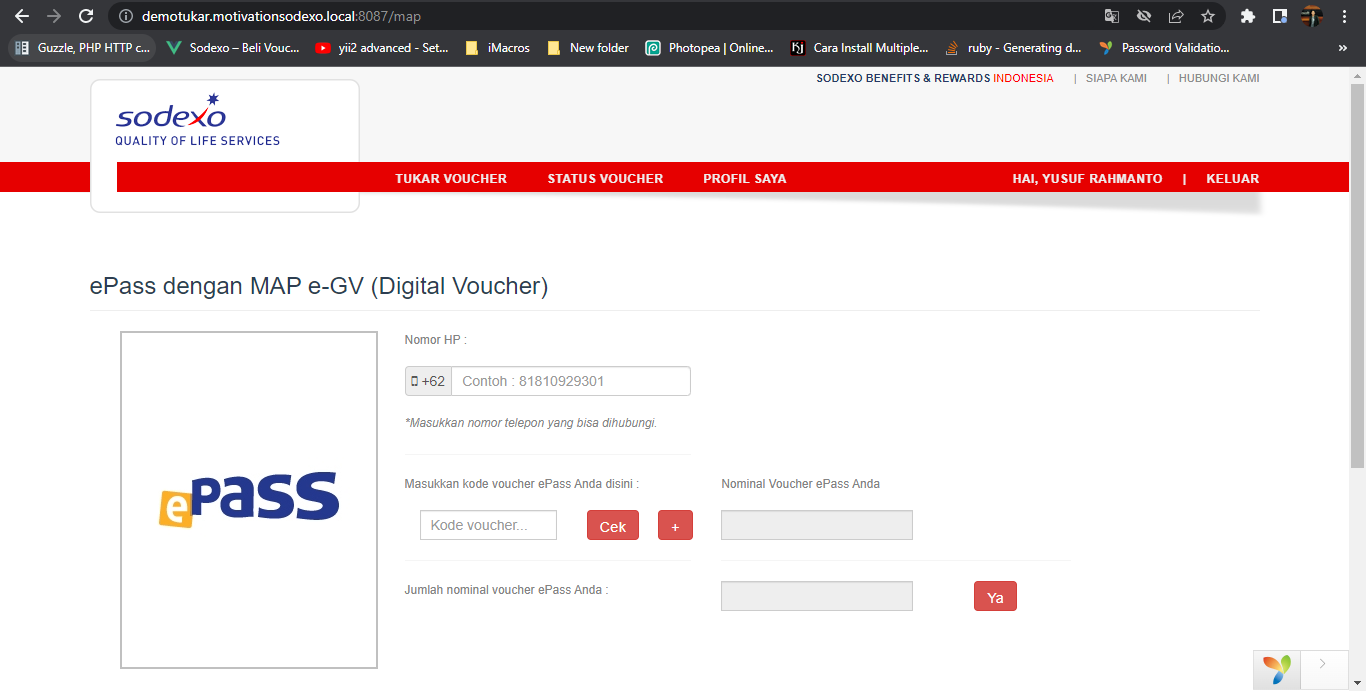 demotukar.motivationsodexo.local:8087/map
Guzzle, PHP HTTP c... Sodexo – Beli Vouc... yii2 advanced - Set... iMacros New folder Photopea | Online... Cara Install Multiple... ruby - Generating d... Password Validatio... »
SODEXO BENEFITS & REWARDS INDONESIA | SIAPA KAMI | HUBUNGI KAMI
sodexo
QUALITY OF LIFE SERVICES
TUKAR VOUCHER STATUS VOUCHER PROFIL SAYA HAI, YUSUF RAHMANTO | KELUAR
ePass dengan MAP e-GV (Digital Voucher)
Nomor HP :
+62 Contoh : 81810929301
*Masukkan nomor telepon yang bisa dihubungi.
ePass
Masukkan kode voucher ePass Anda disini : Nominal Voucher ePass Anda
Kode voucher... Cek +
Jumlah nominal voucher ePass Anda : Ya